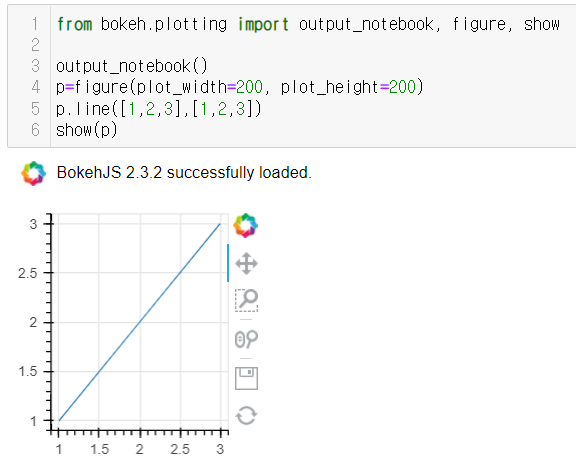 1 from bokeh.plotting import output_notebook, figure, show
2
3 output_notebook()
4 p=figure(plot_width=200, plot_height=200)
5 p.line([1,2,3],[1,2,3])
6 show(p)
BokehJS 2.3.2 successfully loaded.
3
2.5
2
1.5
1
1 1.5 2 2.5 3